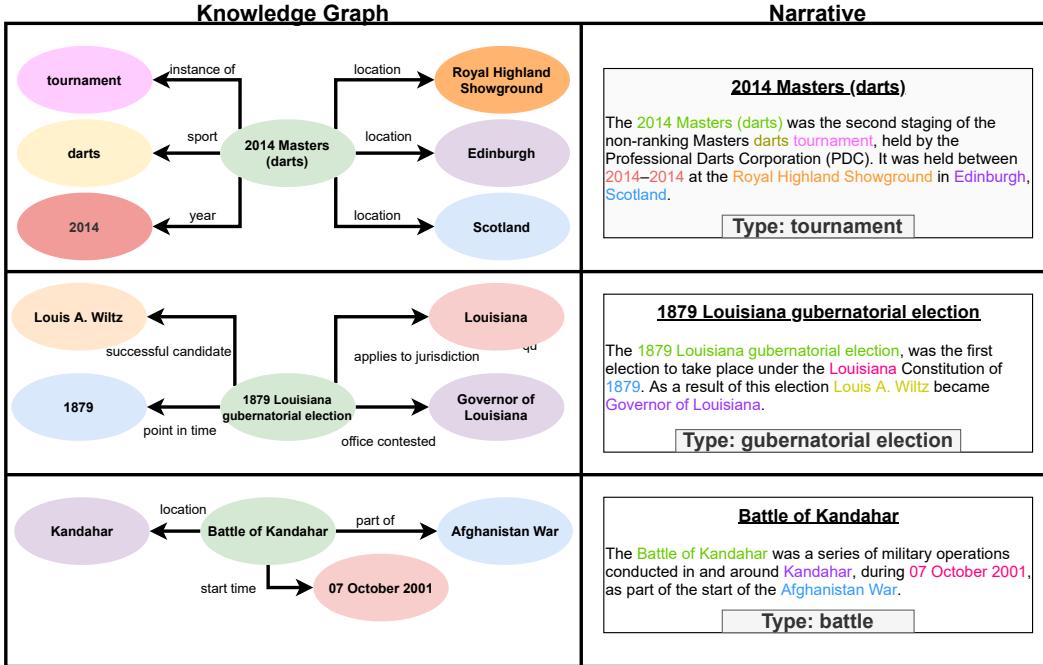 Knowledge Graph
Narrative
tournament
instance of
location
Royal Highland
Showground
darts
sport
2014 Masters
(darts)
location
Edinburgh
2014
year
location
Scotland
2014 Masters (darts)
The 2014 Masters (darts) was the second staging of the
non-ranking Masters darts tournament, held by the
Professional Darts Corporation (PDC). It was held between
2014–2014 at the Royal Highland Showground in Edinburgh,
Scotland.
Type: tournament
Louis A. Wiltz
successful candidate
Louisiana
qu
applies to jurisdiction
1879
point in time
1879 Louisiana
gubernatorial election
office contested
Governor of
Louisiana
1879 Louisiana gubernatorial election
The 1879 Louisiana gubernatorial election, was the first
election to take place under the Louisiana Constitution of
1879. As a result of this election Louis A. Wiltz became
Governor of Louisiana.
Type: gubernatorial election
Kandahar
location
Battle of Kandahar
part of
Afghanistan War
start time
07 October 2001
Battle of Kandahar
The Battle of Kandahar was a series of military operations
conducted in and around Kandahar, during 07 October 2001,
as part of the start of the Afghanistan War.
Type: battle